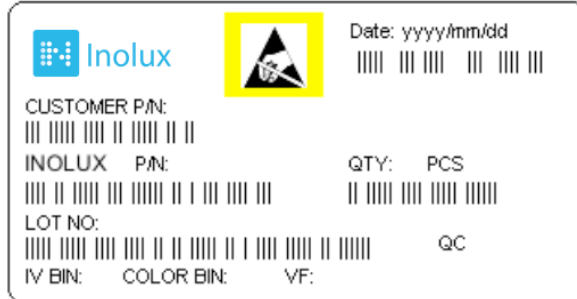 Inolux
Date: yyyy/mm/dd
CUSTOMER P/N:
INOLUX P/N:
QTY: PCS
LOT NO:
QC
IV BIN: COLOR BIN: VF: